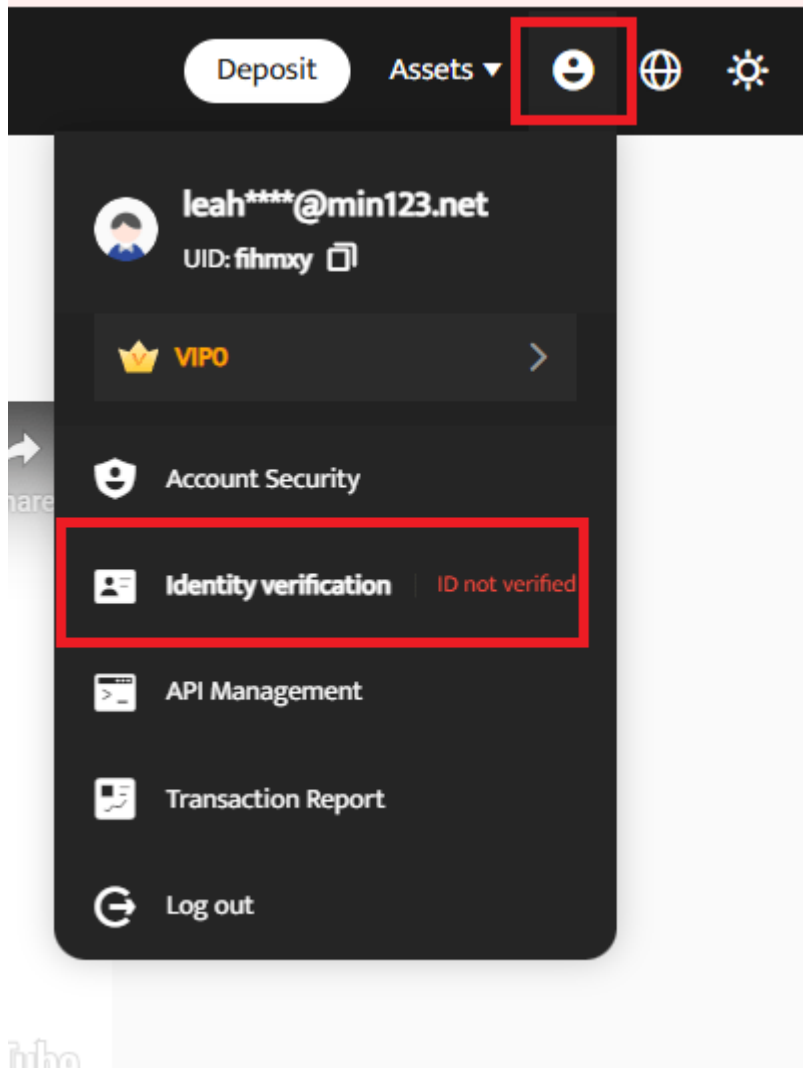 Deposit Assets
leah****@min123.net
UID: fihmxy
VIP0
Account Security
Identity verification ID not verified
API Management
Transaction Report
Log out